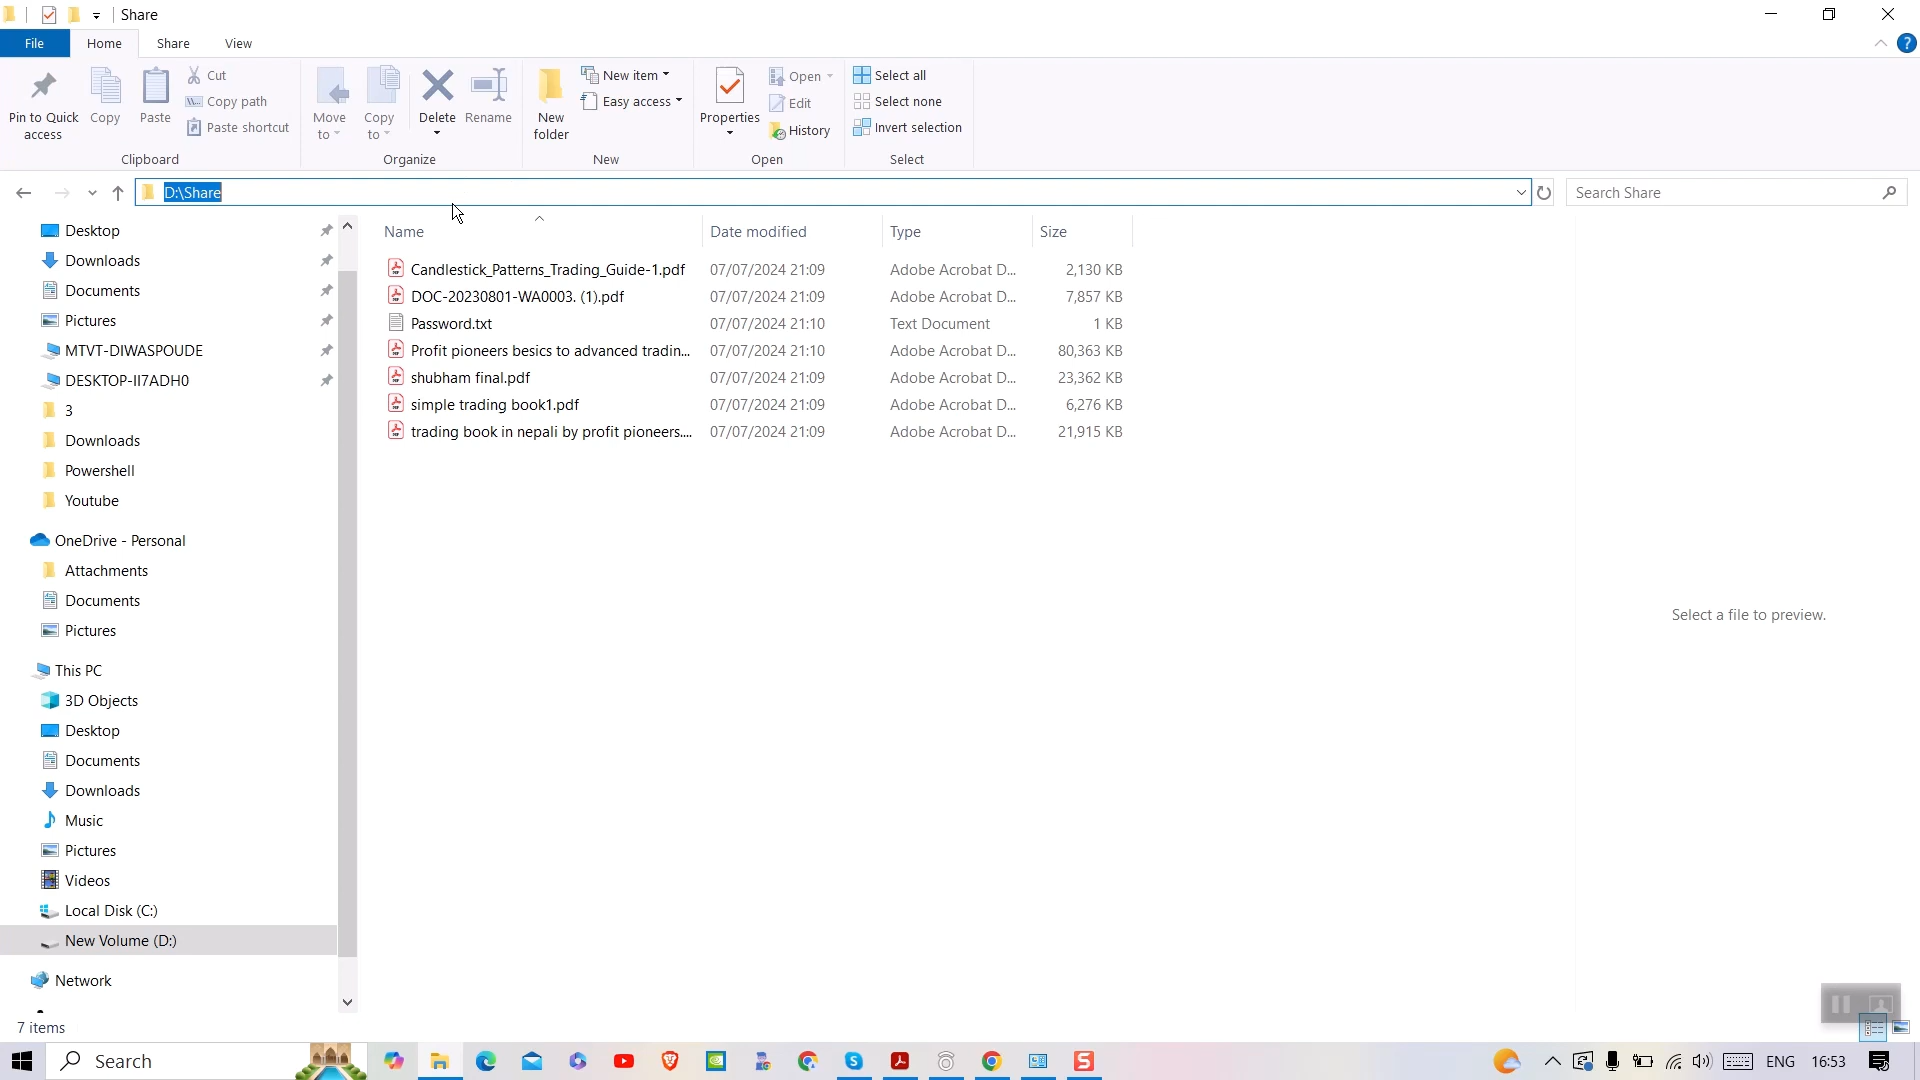 Share
File Home Share View
Pin to Quick access
Copy
Paste
Cut
Copy path
Paste shortcut
Clipboard
Move to
Copy to
Delete
Rename
Organize
New folder
New item
Easy access
New
Properties
Open
Edit
History
Open
Select all
Select none
Invert selection
Select
D:\Share
Search Share
Desktop
Downloads
Documents
Pictures
MTVT-DIWASPOUDE
DESKTOP-II7ADH0
3
Downloads
Powershell
Youtube
OneDrive - Personal
Attachments
Documents
Pictures
This PC
3D Objects
Desktop
Documents
Downloads
Music
Pictures
Videos
Local Disk (C:)
New Volume (D:)
Network
Name Date modified Type Size
Candlestick_Patterns_Trading_Guide-1.pdf 07/07/2024 21:09 Adobe Acrobat D... 2,130 KB
DOC-20230801-WA0003. (1).pdf 07/07/2024 21:09 Adobe Acrobat D... 7,857 KB
Password.txt 07/07/2024 21:10 Text Document 1 KB
Profit pioneers besics to advanced tradin... 07/07/2024 21:10 Adobe Acrobat D... 80,363 KB
shubham final.pdf 07/07/2024 21:09 Adobe Acrobat D... 23,362 KB
simple trading book1.pdf 07/07/2024 21:09 Adobe Acrobat D... 6,276 KB
trading book in nepali by profit pioneers.... 07/07/2024 21:09 Adobe Acrobat D... 21,915 KB
Select a file to preview.
7 items
Search
ENG 16:53